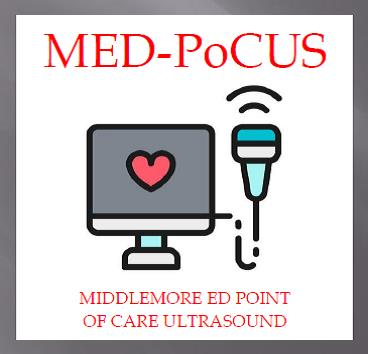 MED-PoCUS
MIDDLEMORE ED POINT
OF CARE ULTRASOUND